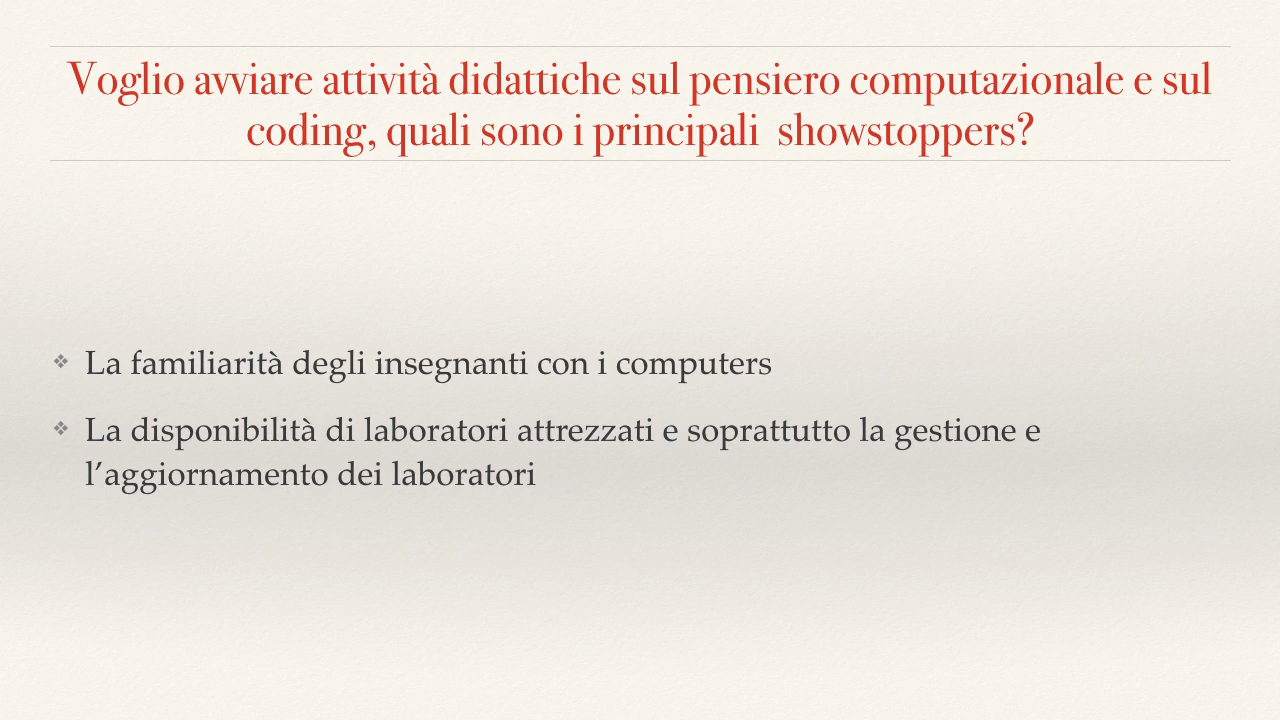 Voglio avviare attività didattiche sul pensiero computazionale e sul
coding, quali sono i principali  showstoppers?
❖ La familiarità degli insegnanti con i computers
❖ La disponibilità di laboratori attrezzati e soprattutto la gestione e
l’aggiornamento dei laboratori